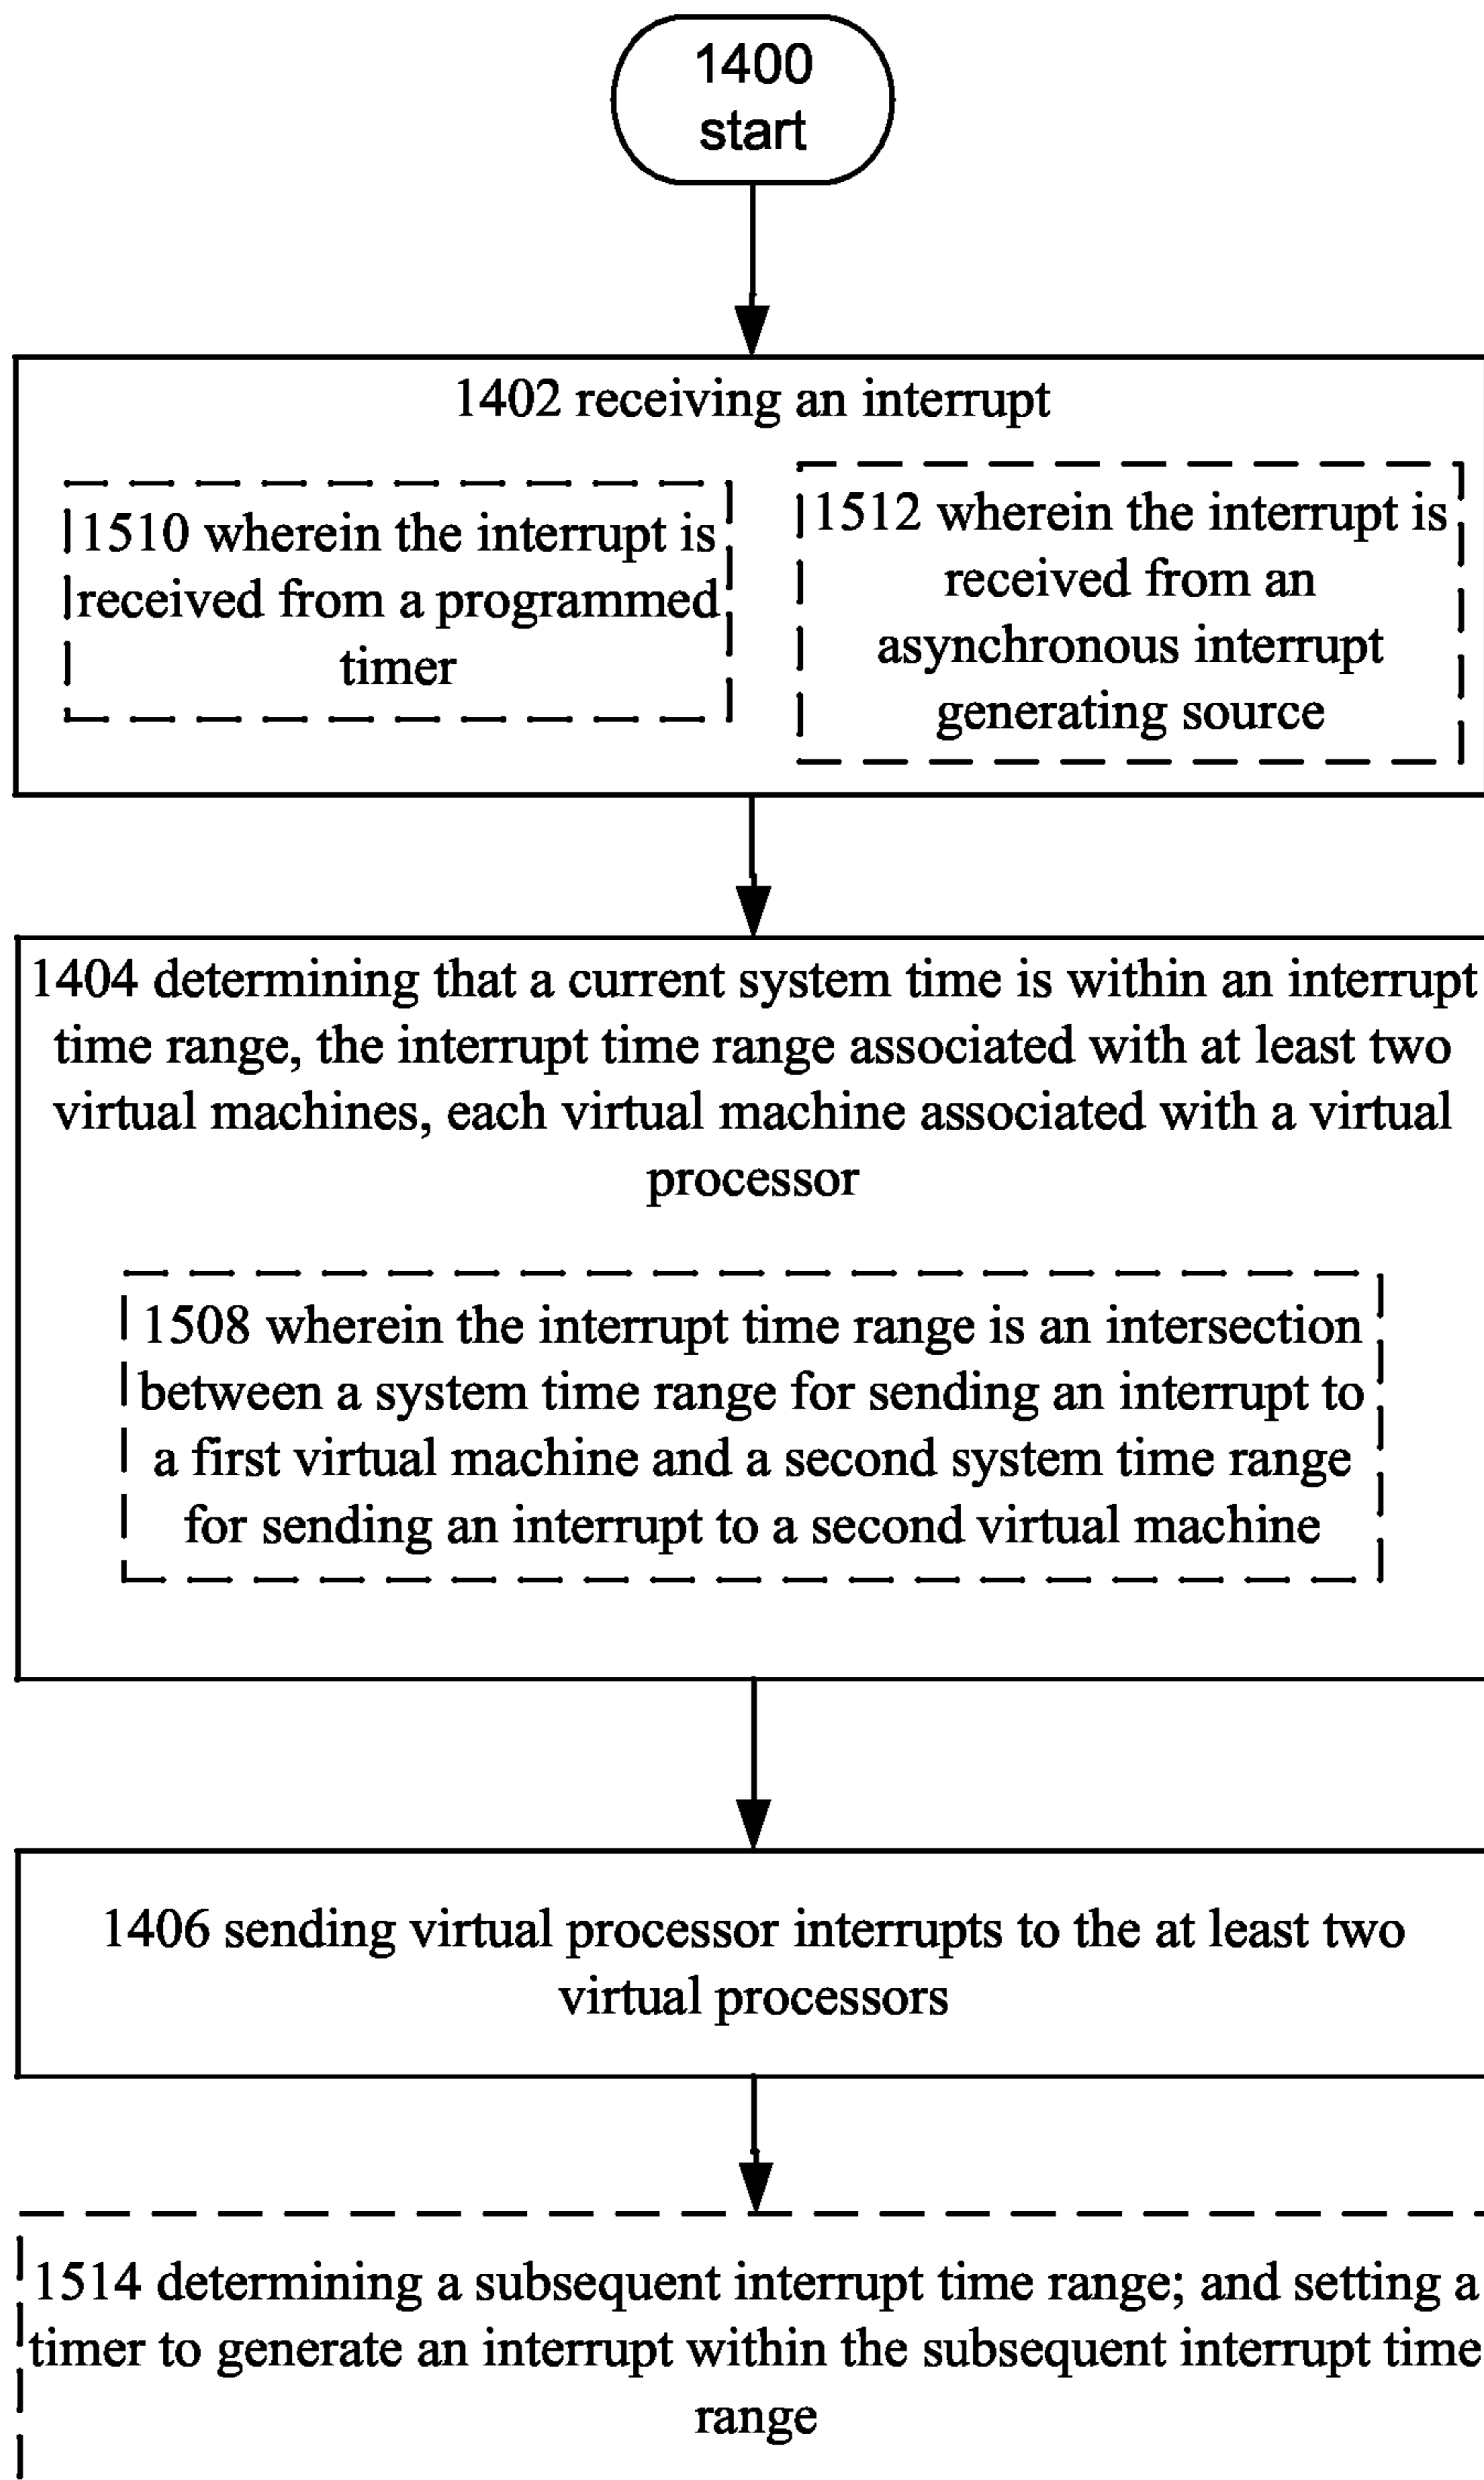 1400
start
1402 receiving an interrupt
1510 wherein the interrupt is
received from a programmed
timer
1512 wherein the interrupt is
received from an
asynchronous interrupt
generating source
1404 determining that a current system time is within an interrupt
time range, the interrupt time range associated with at least two
virtual machines, each virtual machine associated with a virtual
processor
1508 wherein the interrupt time range is an intersection
between a system time range for sending an interrupt to
a first virtual machine and a second system time range
for sending an interrupt to a second virtual machine
1406 sending virtual processor interrupts to the at least two
virtual processors
1514 determining a subsequent interrupt time range; and setting a
timer to generate an interrupt within the subsequent interrupt time
range